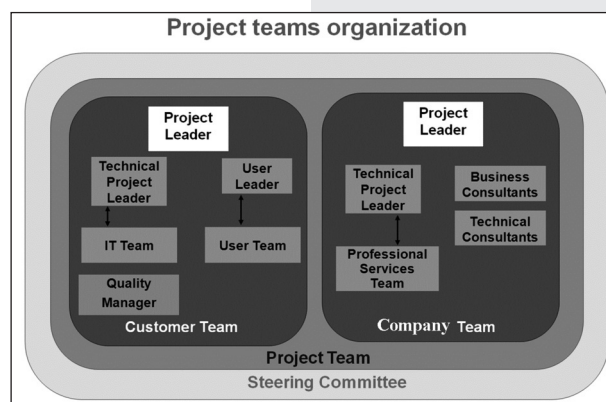 Project teams organization
Project
Leader
Technical
Project
Leader
User
Leader
IT Team
User Team
Quality
Manager
Customer Team
Project
Leader
Technical
Project
Leader
Business
Consultants
Technical
Consultants
Professional
Services
Team
Company Team
Project Team
Steering Committee